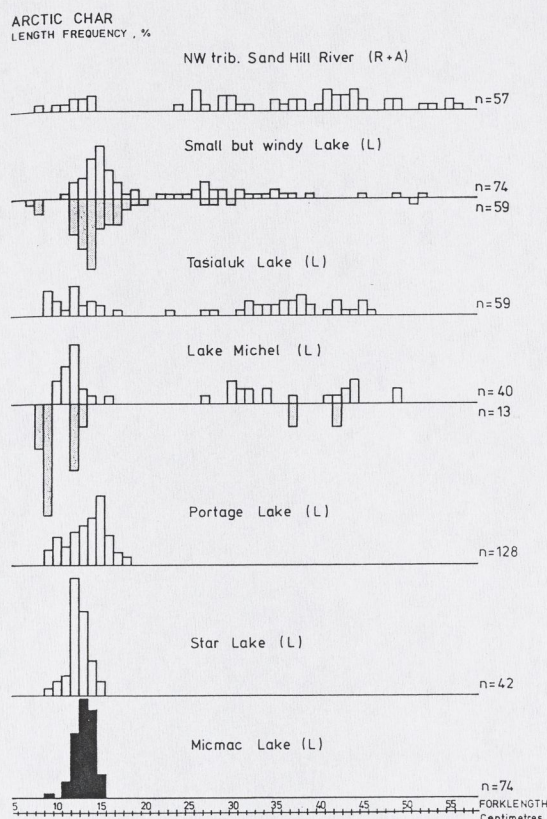 ARCTIC CHAR
LENGTH FREQUENCY, %
NW trib. Sand Hill River (R+A)
n=57
Small but windy Lake (L)
n=74
n=59
Tasialuk Lake (L)
n=59
Lake Michel (L)
n=40
n=13
Portage Lake (L)
n=128
Star Lake (L)
n=42
Micmac Lake (L)
n=74
5 10 15 20 25 30 35 40 45 50 55 FORKLENGTH
Centimetres